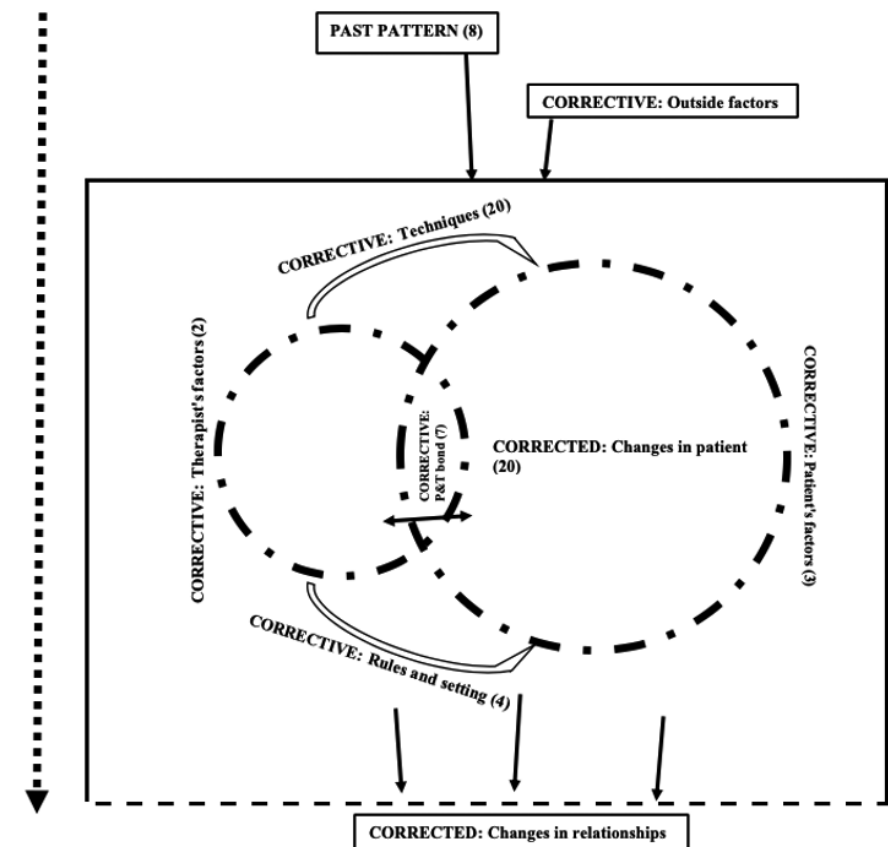 PAST PATTERN (8)
CORRECTIVE: Outside factors
CORRECTIVE: Techniques (20)
CORRECTIVE: Therapist's factors (2)
CORRECTIVE:
P&T bond (7)
CORRECTED: Changes in patient
(20)
CORRECTIVE: Patient's factors (3)
CORRECTIVE: Rules and setting (4)
CORRECTED: Changes in relationships